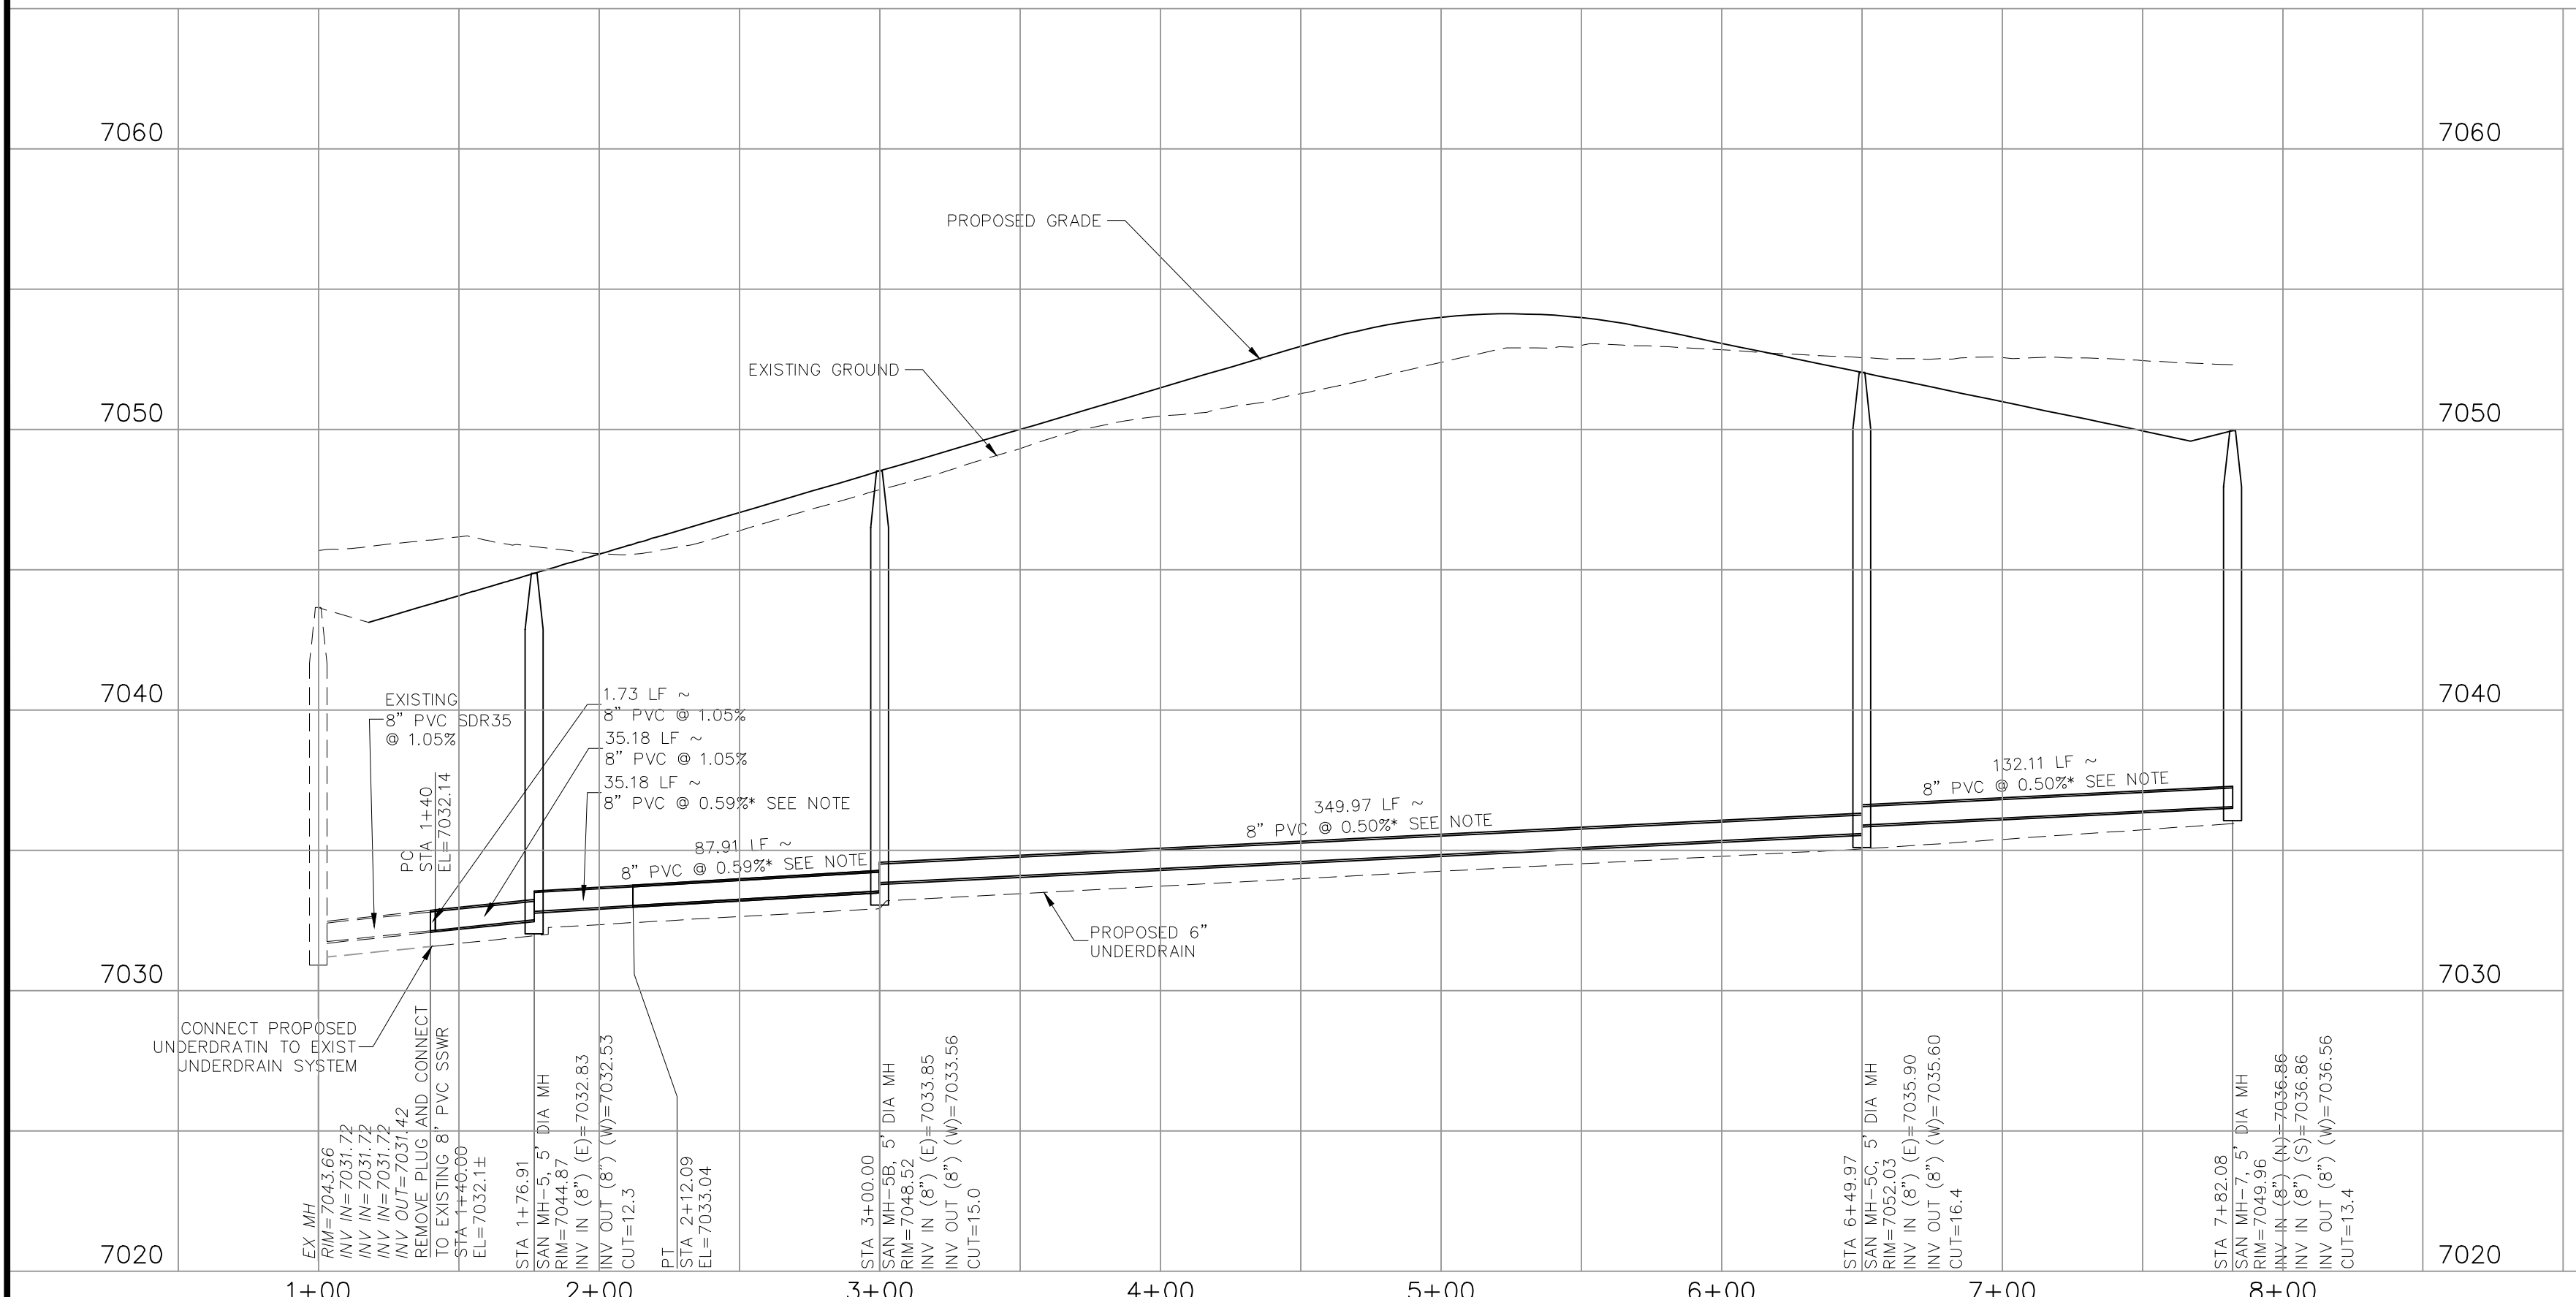 7060
7060
PROPOSED GRADE
EXISTING GROUND
7050
7050
7040
7040
EXISTING
8" PVC SDR35
@ 1.05%
1.73 LF ~
8" PVC @ 1.05%
35.18 LF ~
8" PVC @ 1.05%
35.18 LF ~
8" PVC @ 0.59%* SEE NOTE
PC
STA 1+40
EL=7032.14
87.91 LF ~
8" PVC @ 0.59%* SEE NOTE
349.97 LF ~
8" PVC @ 0.50%* SEE NOTE
132.11 LF ~
8" PVC @ 0.50%* SEE NOTE
PROPOSED 6"
UNDERDRAIN
7030
7030
CONNECT PROPOSED
UNDERDRATIN TO EXIST
UNDERDRAIN SYSTEM
EX MH
RIM=7043.66
INV IN=7031.72
INV IN=7031.72
INV IN=7031.72
INV OUT=7031.42
REMOVE PLUG AND CONNECT
TO EXISTING 8' PVC SSWR
STA 1+40.00
EL=7032.1±
STA 1+76.91
SAN MH-5, 5' DIA MH
RIM=7044.87
INV IN (8") (E)=7032.83
INV OUT (8") (W)=7032.53
CUT=12.3
PT
STA 2+12.09
EL=7033.04
STA 3+00.00
SAN MH-5B, 5' DIA MH
RIM=7048.52
INV IN (8") (E)=7033.85
INV OUT (8") (W)=7033.56
CUT=15.0
STA 6+49.97
SAN MH-5C, 5' DIA MH
RIM=7052.03
INV IN (8") (E)=7035.90
INV OUT (8") (W)=7035.60
CUT=16.4
STA 7+82.08
SAN MH-7, 5' DIA MH
RIM=7049.96
INV IN (8") (N)=7036.86
INV IN (8") (S)=7036.86
INV OUT (8") (W)=7036.56
CUT=13.4
7020
7020
1+00
2+00
3+00
4+00
5+00
6+00
7+00
8+00